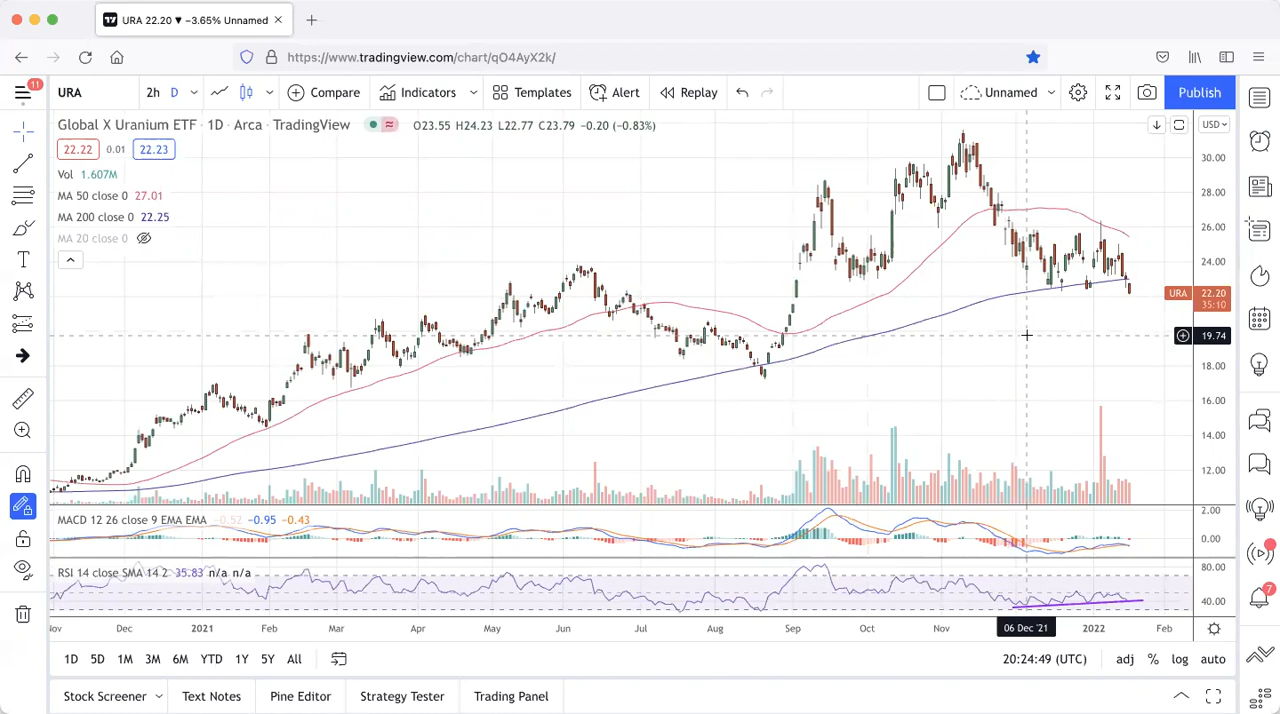 URA 22.20 ▼ −3.65% Unnamed
https://www.tradingview.com/chart/qO4AyX2k/
11
URA 2h D Compare Indicators Templates Alert Replay Unnamed Publish
Global X Uranium ETF · 1D · Arca · TradingView O23.55 H24.23 L22.77 C23.79 −0.20 (−0.83%) USD
22.22 0.01 22.23
Vol 1.607M
MA 50 close 0 27.01
MA 200 close 0 22.25
MA 20 close 0
30.00
28.00
26.00
24.00
URA 22.20
35:10
19.74
18.00
16.00
14.00
12.00
MACD 12 26 close 9 EMA EMA −0.52 −0.95 −0.43
2.00
0.00
RSI 14 close SMA 14 2 35.83 n/a n/a
80.00
40.00
7
Nov Dec 2021 Feb Mar Apr May Jun Jul Aug Sep Oct Nov 06 Dec '21 2022 Feb
1D 5D 1M 3M 6M YTD 1Y 5Y All 20:24:49 (UTC) adj % log auto
Stock Screener Text Notes Pine Editor Strategy Tester Trading Panel